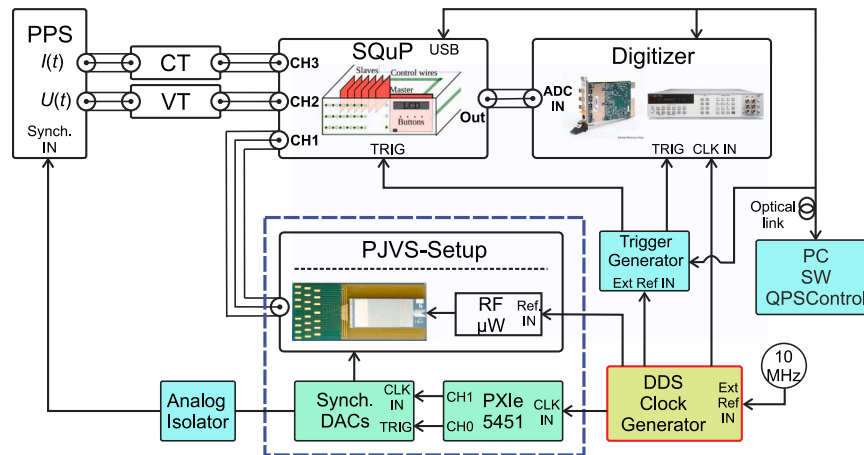 PPS
I(t)
U(t)
Synch.
IN
CT
VT
SQuP
USB
CH3
CH2
CH1
Slaves
Control wires
Master
LCD
Buttons
Out
TRIG
Digitizer
ADC
IN
TRIG
CLK IN
Optical
link
PC
SW
QPSControl
Trigger
Generator
Ext Ref IN
PJVS-Setup
RF
µW
Ref.
IN
10
MHz
DDS
Clock
Generator
Ext
Ref
IN
PXIe
5451
CH1
CH0
CLK
IN
Synch.
DACs
CLK
IN
TRIG
Analog
Isolator